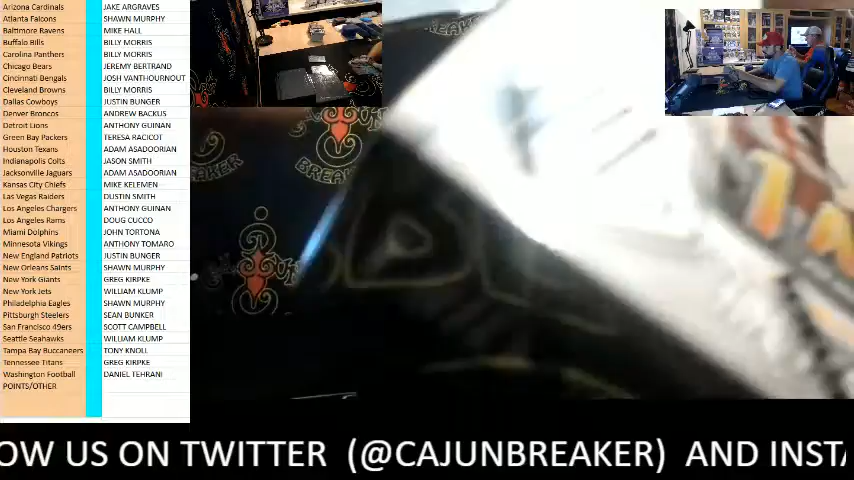 Arizona Cardinals JAKE ARGRAVES
Atlanta Falcons SHAWN MURPHY
Baltimore Ravens MIKE HALL
Buffalo Bills BILLY MORRIS
Carolina Panthers BILLY MORRIS
Chicago Bears JEREMY BERTRAND
Cincinnati Bengals JOSH VANTHOURNOUT
Cleveland Browns BILLY MORRIS
Dallas Cowboys JUSTIN BUNGER
Denver Broncos ANDREW BACKUS
Detroit Lions ANTHONY GUINAN
Green Bay Packers TERESA RACICOT
Houston Texans ADAM ASADOORIAN
Indianapolis Colts JASON SMITH
Jacksonville Jaguars ADAM ASADOORIAN
Kansas City Chiefs MIKE KELEMEN
Las Vegas Raiders DUSTIN SMITH
Los Angeles Chargers ANTHONY GUINAN
Los Angeles Rams DOUG CUCCO
Miami Dolphins JOHN TORTONA
Minnesota Vikings ANTHONY TOMARO
New England Patriots JUSTIN BUNGER
New Orleans Saints SHAWN MURPHY
New York Giants GREG KIRPKE
New York Jets WILLIAM KLUMP
Philadelphia Eagles SHAWN MURPHY
Pittsburgh Steelers SEAN BUNKER
San Francisco 49ers SCOTT CAMPBELL
Seattle Seahawks WILLIAM KLUMP
Tampa Bay Buccaneers TONY KNOLL
Tennessee Titans GREG KIRPKE
Washington Football DANIEL TEHRANI
POINTS/OTHER
BREAKER
BREAKER
OW US ON TWITTER (@CAJUNBREAKER) AND INSTA